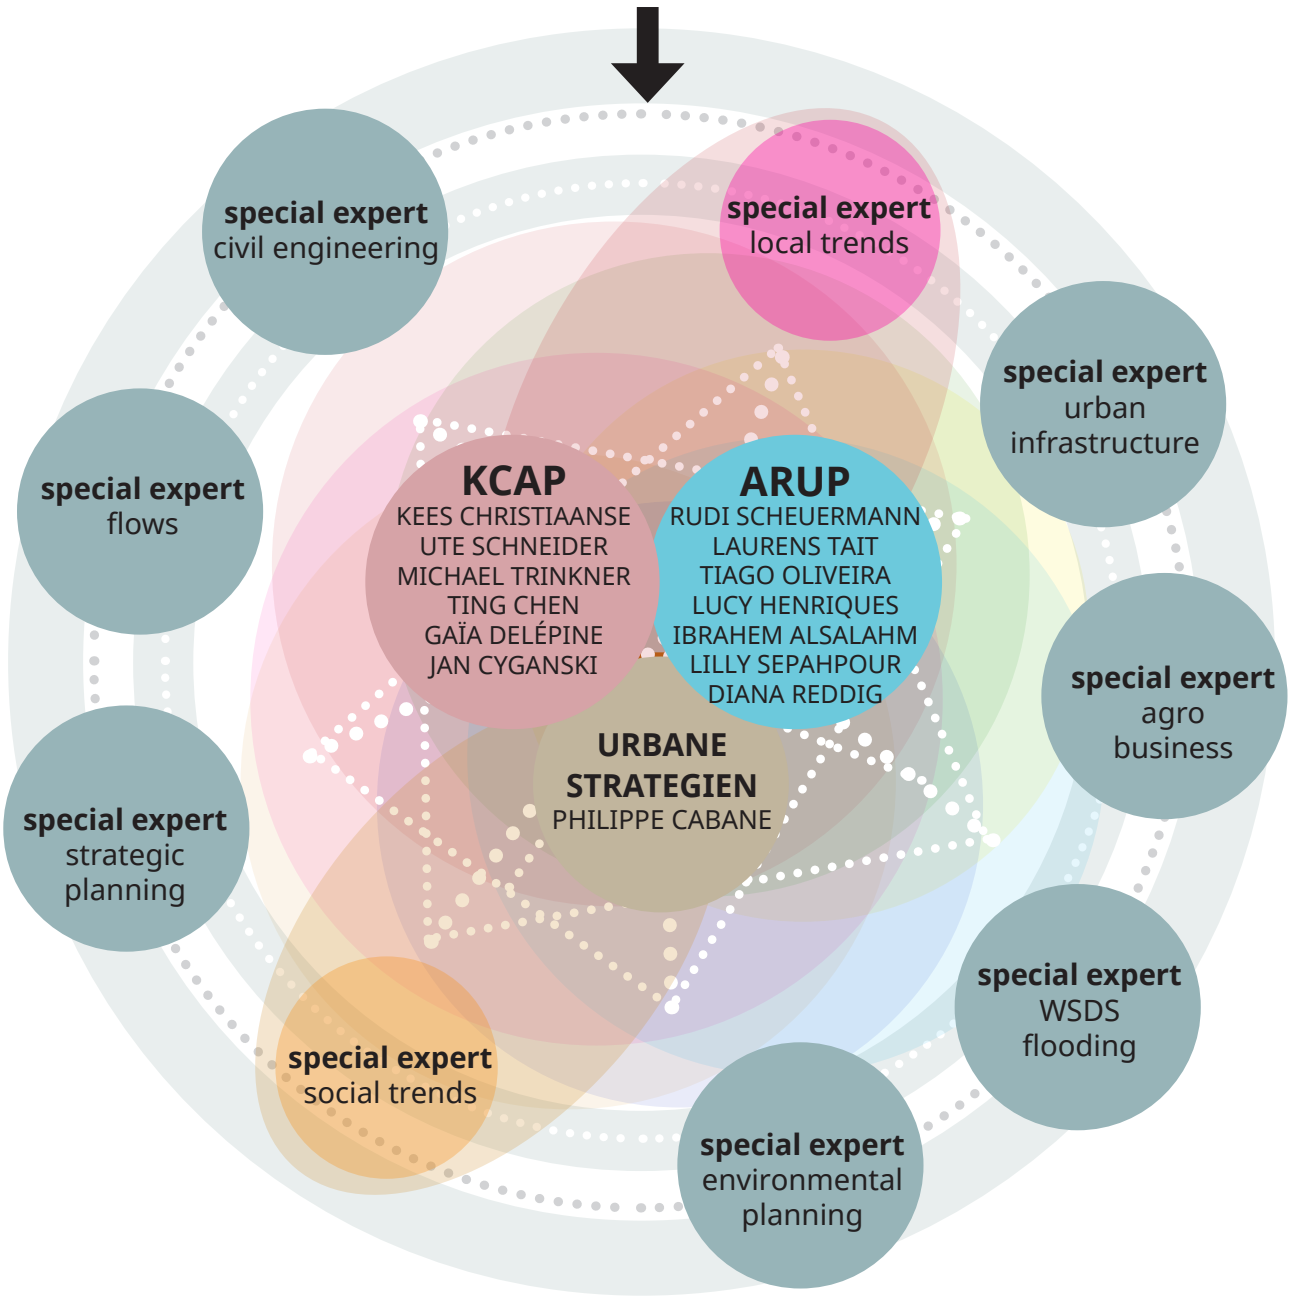 special expert
civil engineering
special expert
local trends
special expert
urban
infrastructure
special expert
flows
KCAP
KEES CHRISTIAANSE
UTE SCHNEIDER
MICHAEL TRINKNER
TING CHEN
GAÏA DELÉPINE
JAN CYGANSKI
ARUP
RUDI SCHEUERMANN
LAURENS TAIT
TIAGO OLIVEIRA
LUCY HENRIQUES
IBRAHEM ALSALAHM
LILLY SEPAHPOUR
DIANA REDDIG
special expert
agro
business
URBANE
STRATEGIEN
PHILIPPE CABANE
special expert
strategic
planning
special expert
WSDS
flooding
special expert
social trends
special expert
environmental
planning